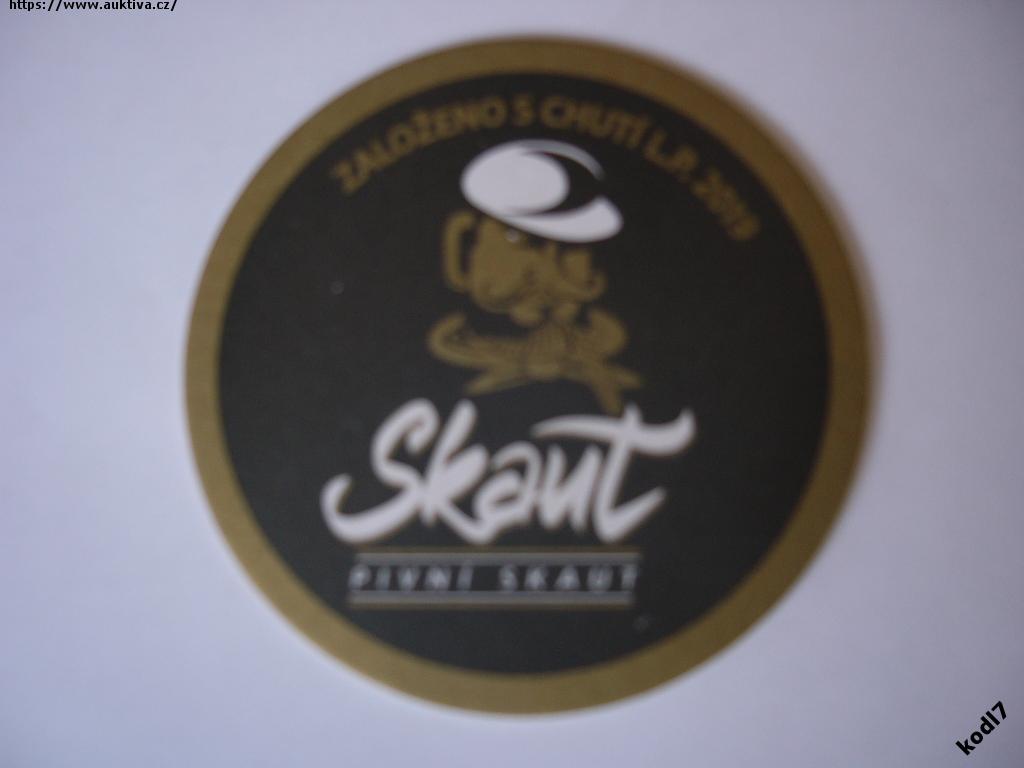 https://www.auktiva.cz/
ZALOŽENO S CHUTÍ L.P. 2019
Skaut
PIVNÍ SKAUT
kodl7